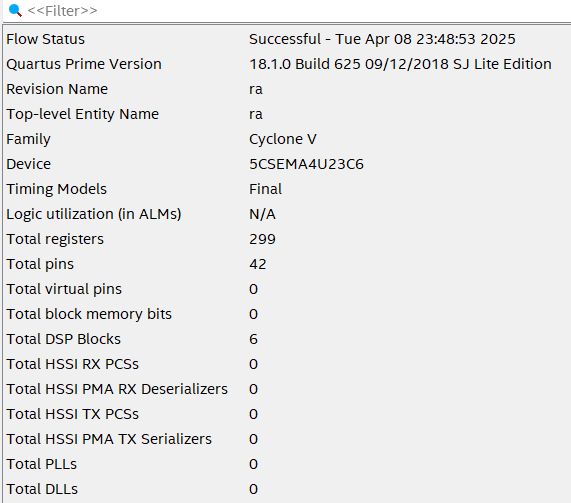 <<Filter>>
Flow Status Successful - Tue Apr 08 23:48:53 2025
Quartus Prime Version 18.1.0 Build 625 09/12/2018 SJ Lite Edition
Revision Name ra
Top-level Entity Name ra
Family Cyclone V
Device 5CSEMA4U23C6
Timing Models Final
Logic utilization (in ALMs) N/A
Total registers 299
Total pins 42
Total virtual pins 0
Total block memory bits 0
Total DSP Blocks 6
Total HSSI RX PCSs 0
Total HSSI PMA RX Deserializers 0
Total HSSI TX PCSs 0
Total HSSI PMA TX Serializers 0
Total PLLs 0
Total DLLs 0